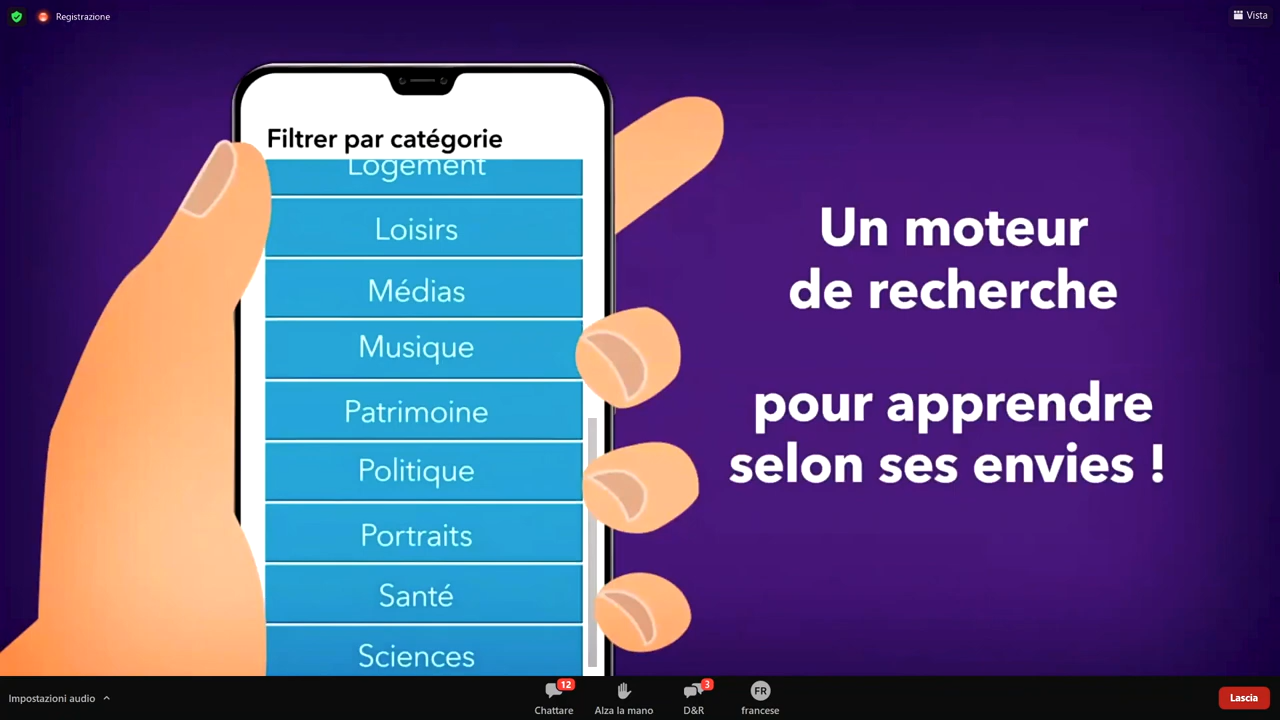 Registrazione
Vista
Filtrer par catégorie
Logement
Loisirs
Médias
Musique
Patrimoine
Politique
Portraits
Santé
Sciences
Un moteur
de recherche
pour apprendre
selon ses envies !
Impostazioni audio
12
Chattare
Alza la mano
3
D&R
FR
francese
Lascia